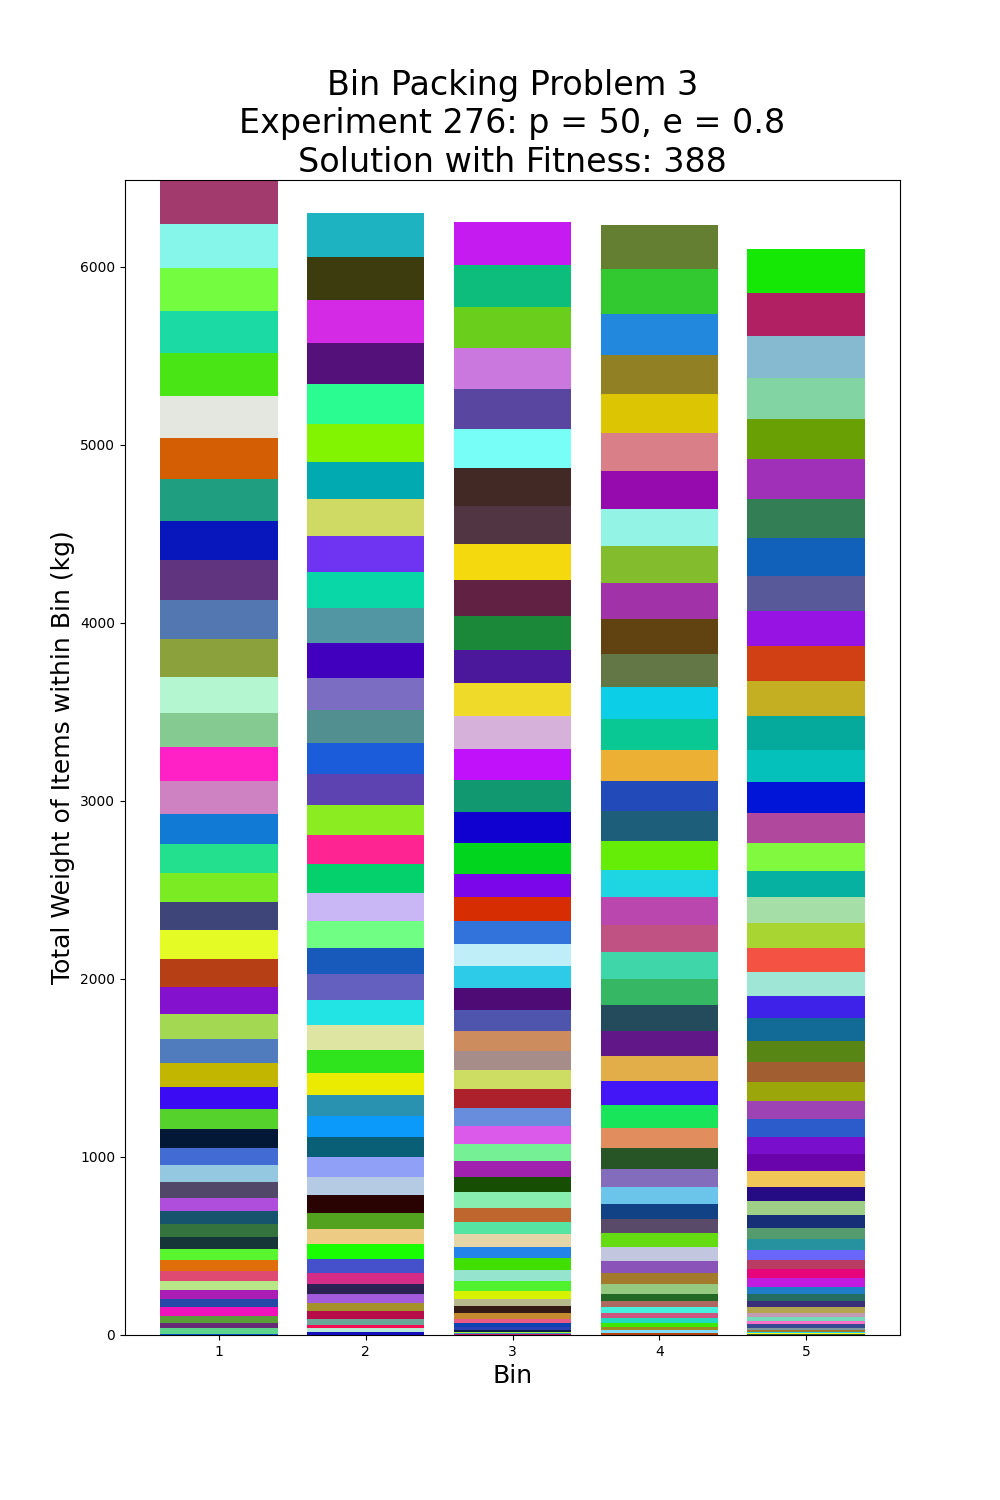 Bin Packing Problem 3
Experiment 276: p = 50, e = 0.8
Solution with Fitness: 388
Total Weight of Items within Bin (kg)
6000
5000
4000
3000
2000
1000
0
1 2 3 4 5
Bin